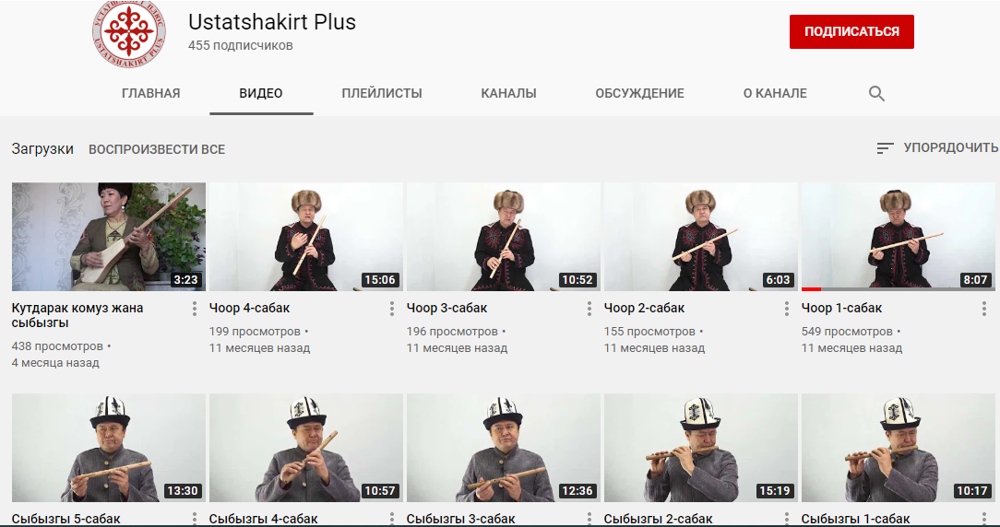 УСТАТШАКИРТ ПЛЮС
USTATSHAKIRT PLUS
Ustatshakirt Plus
455 подписчиков
ПОДПИСАТЬСЯ
ГЛАВНАЯ ВИДЕО ПЛЕЙЛИСТЫ КАНАЛЫ ОБСУЖДЕНИЕ О КАНАЛЕ
Загрузки ВОСПРОИЗВЕСТИ ВСЕ УПОРЯДОЧИТЬ
3:23 15:06 10:52 6:03 8:07
Кутдарак комуз жана
сыбызгы
438 просмотров •
4 месяца назад
Чоор 4-сабак
199 просмотров •
11 месяцев назад
Чоор 3-сабак
196 просмотров •
11 месяцев назад
Чоор 2-сабак
155 просмотров •
11 месяцев назад
Чоор 1-сабак
549 просмотров •
11 месяцев назад
13:30 10:57 12:36 15:19 10:17
Сыбызгы 5-сабак
Сыбызгы 4-сабак
Сыбызгы 3-сабак
Сыбызгы 2-сабак
Сыбызгы 1-сабак